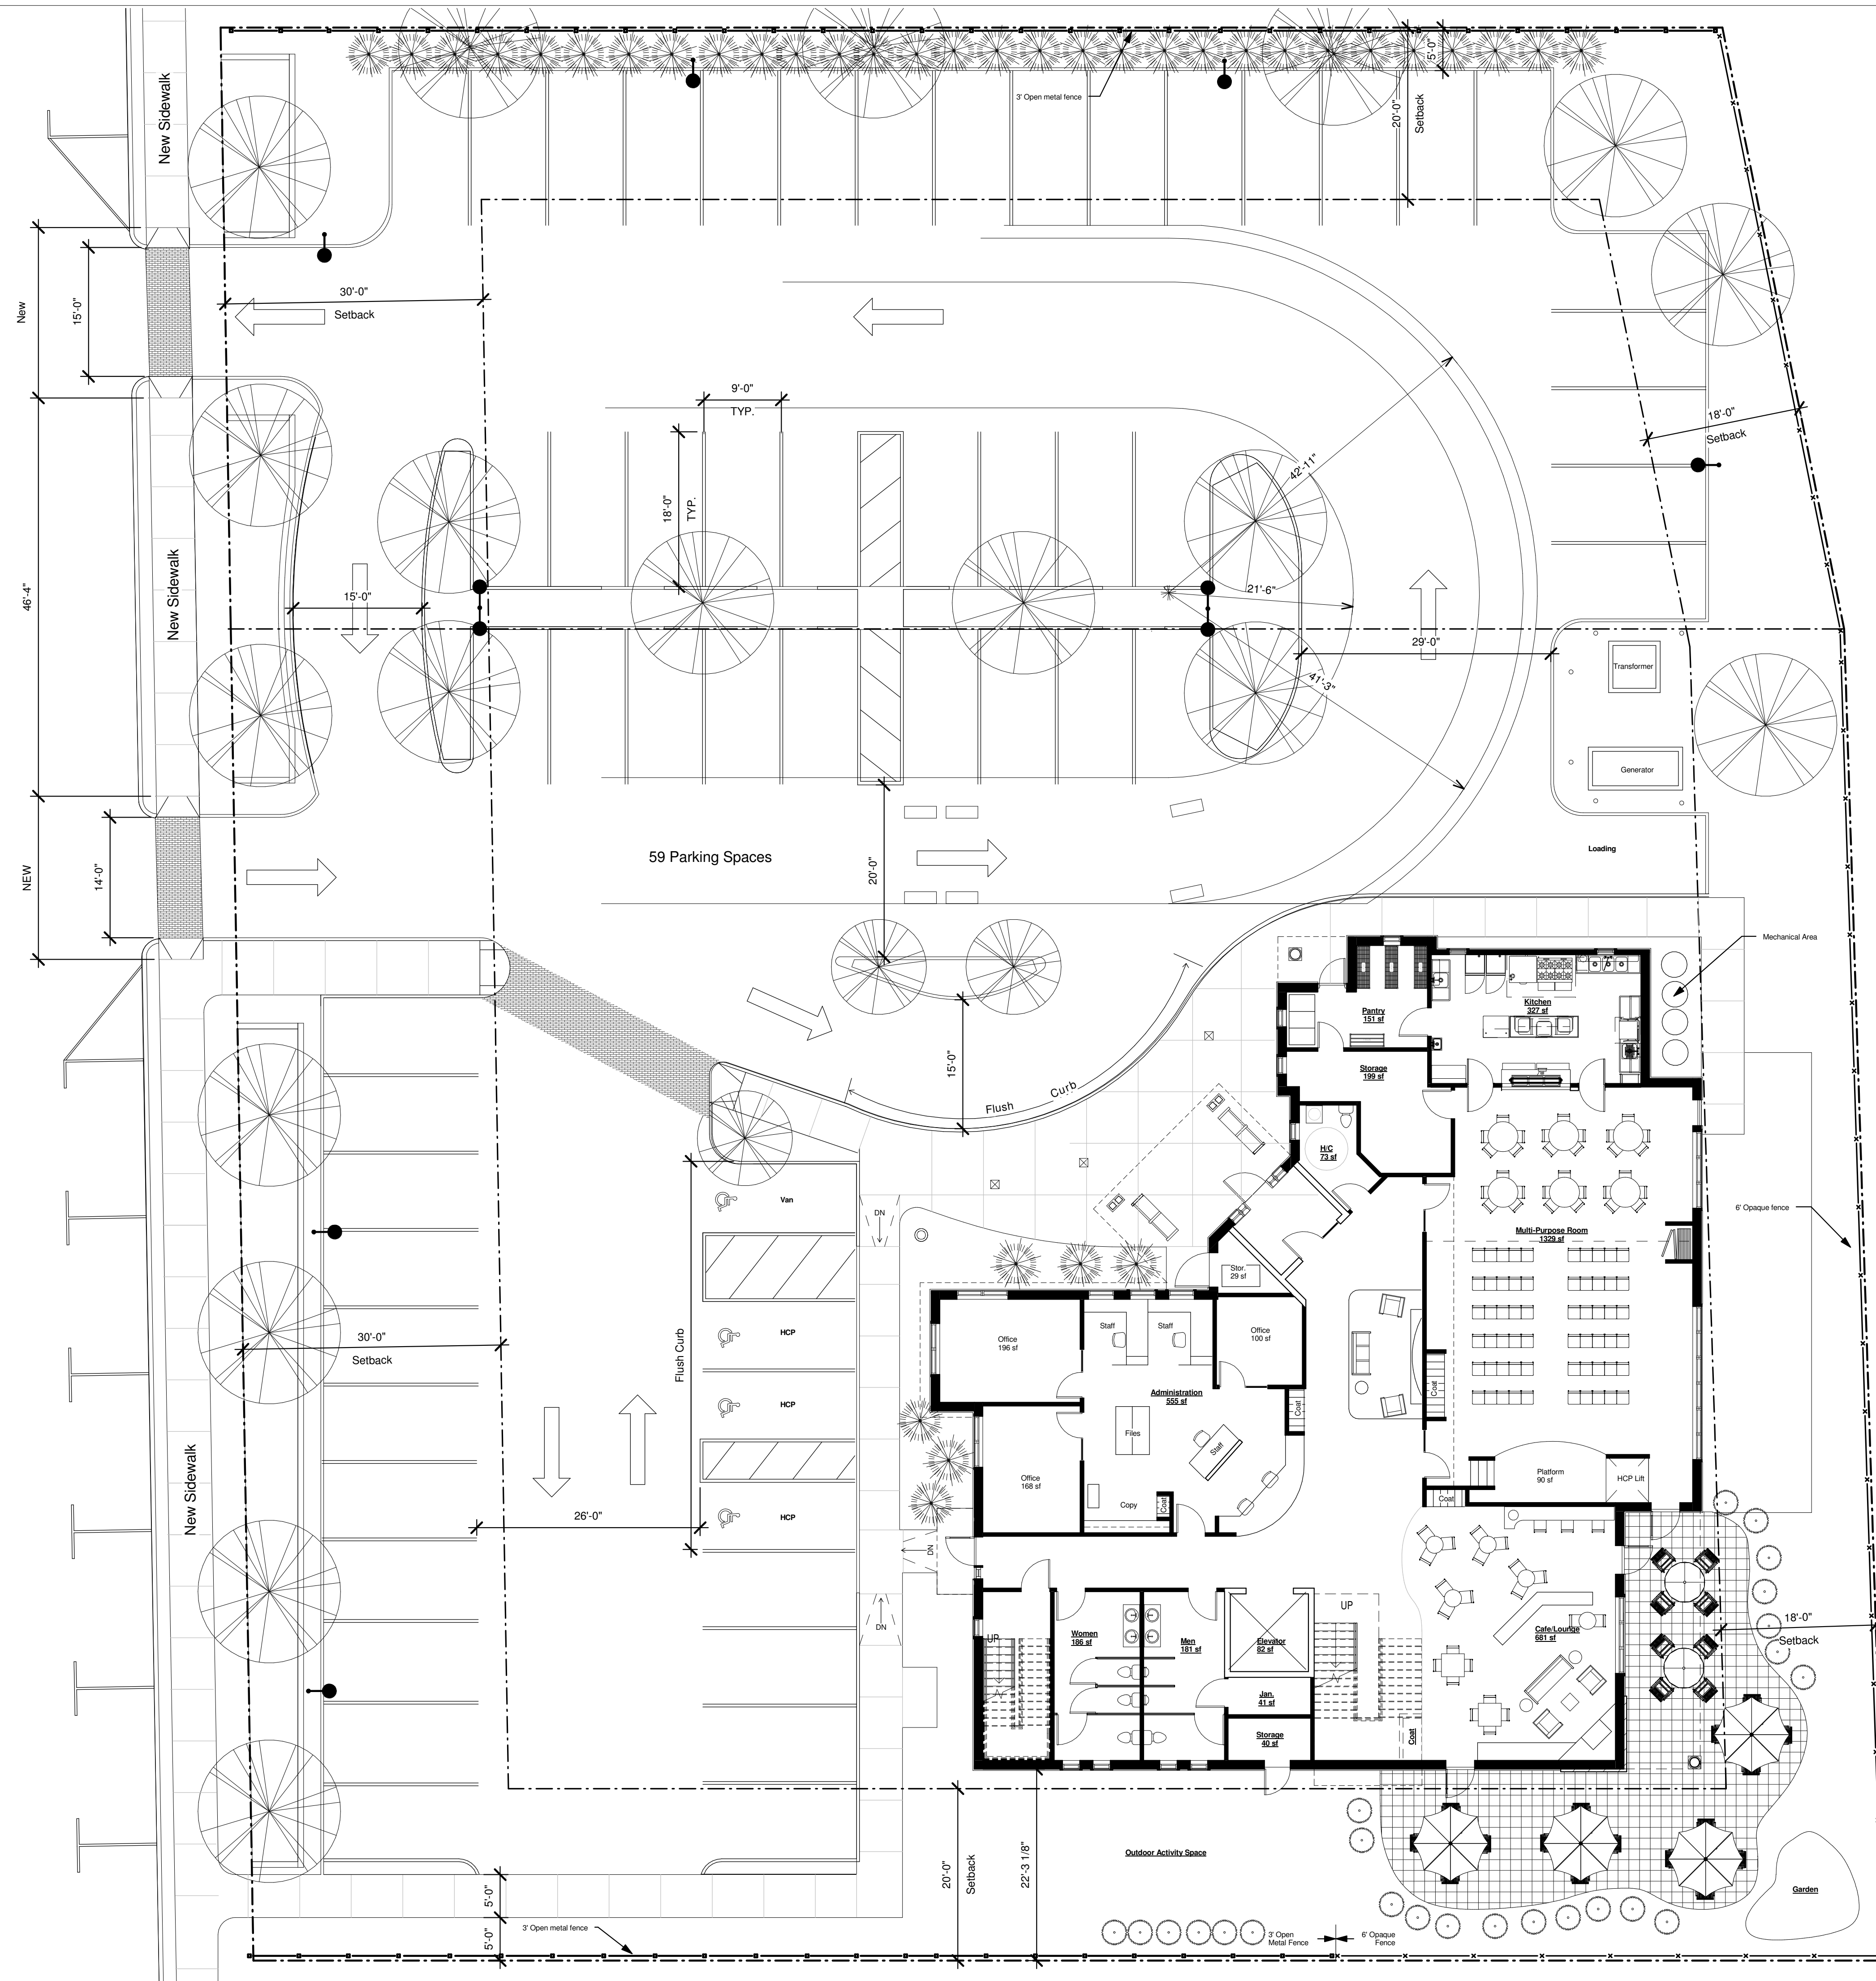 New Sidewalk
3' Open metal fence
5'-0"
20'-0"
Setback
New
15'-0"
30'-0"
Setback
9'-0"
TYP.
18'-0"
TYP.
42'-11"
18'-0"
Setback
46'-4"
New Sidewalk
15'-0"
21'-6"
41'-3"
29'-0"
Transformer
Generator
NEW
14'-0"
59 Parking Spaces
20'-0"
Loading
Mechanical Area
15'-0"
Flush Curb
Pantry
151 sf
Kitchen
327 sf
Storage
199 sf
H/C
73 sf
Multi-Purpose Room
1329 sf
6' Opaque fence
Van
DN
Stor.
29 sf
Flush Curb
HCP
HCP
HCP
30'-0"
Setback
26'-0"
New Sidewalk
Office
196 sf
Staff
Staff
Office
100 sf
Administration
555 sf
Coat
Coat
Files
Staff
Office
168 sf
Copy
Coat
Platform
90 sf
HCP Lift
Coat
DN
DN
UP
Women
186 sf
Men
181 sf
Elevator
82 sf
UP
Jan.
41 sf
Storage
40 sf
Coat
Cafe/Lounge
681 sf
18'-0"
Setback
20'-0"
Setback
22'-3 1/8"
Outdoor Activity Space
Garden
5'-0"
5'-0"
3' Open metal fence
3' Open
Metal Fence
6' Opaque
Fence